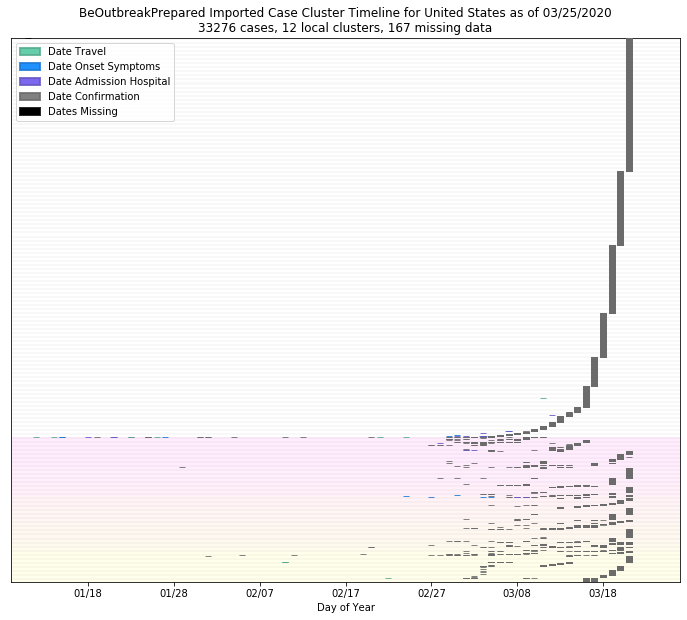 BeOutbreakPrepared Imported Case Cluster Timeline for United States as of 03/25/2020
33276 cases, 12 local clusters, 167 missing data
Date Travel
Date Onset Symptoms
Date Admission Hospital
Date Confirmation
Dates Missing
01/18 01/28 02/07 02/17 02/27 03/08 03/18
Day of Year